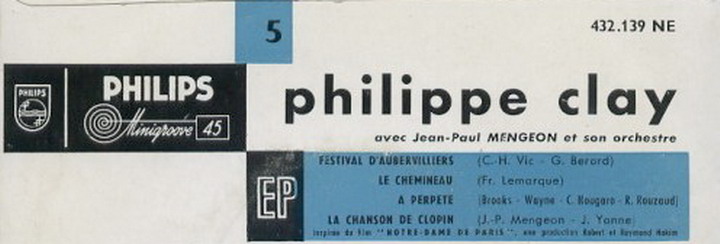 5
432.139 NE
PHILIPS
PHILIPS
Minigroove 45
philippe clay
avec Jean-Paul MENGEON et son orchestre
EP
FESTIVAL D'AUBERVILLIERS (C.-H. Vic - G. Berard)
LE CHEMINEAU (Fr. Lemarque)
A PERPETE (Brooks - Wayne - C. Nougaro - R. Rouzaud)
LA CHANSON DE CLOPIN (J.-P. Mengeon - J. Yanne)
inspirée du film "NOTRE-DAME DE PARIS", une production Robert et Raymond Hakim